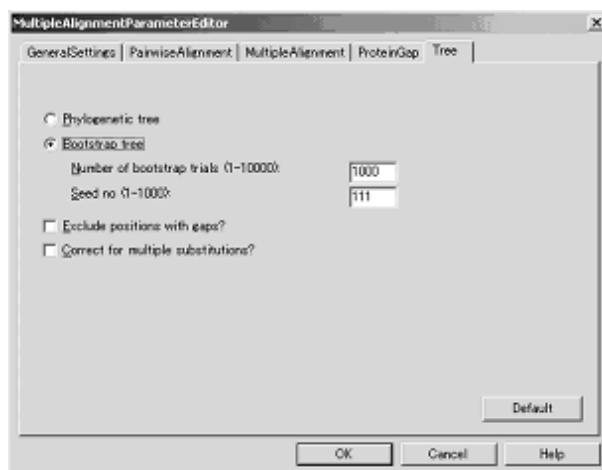 MultipleAlignmentParameterEditor
GeneralSettings PairwiseAlignment MultipleAlignment ProteinGap Tree
Phylogenetic tree
Bootstrap tree
Number of bootstrap trials (1-10000): 1000
Seed no (1-1000): 111
Exclude positions with gaps?
Correct for multiple substitutions?
Default
OK Cancel Help